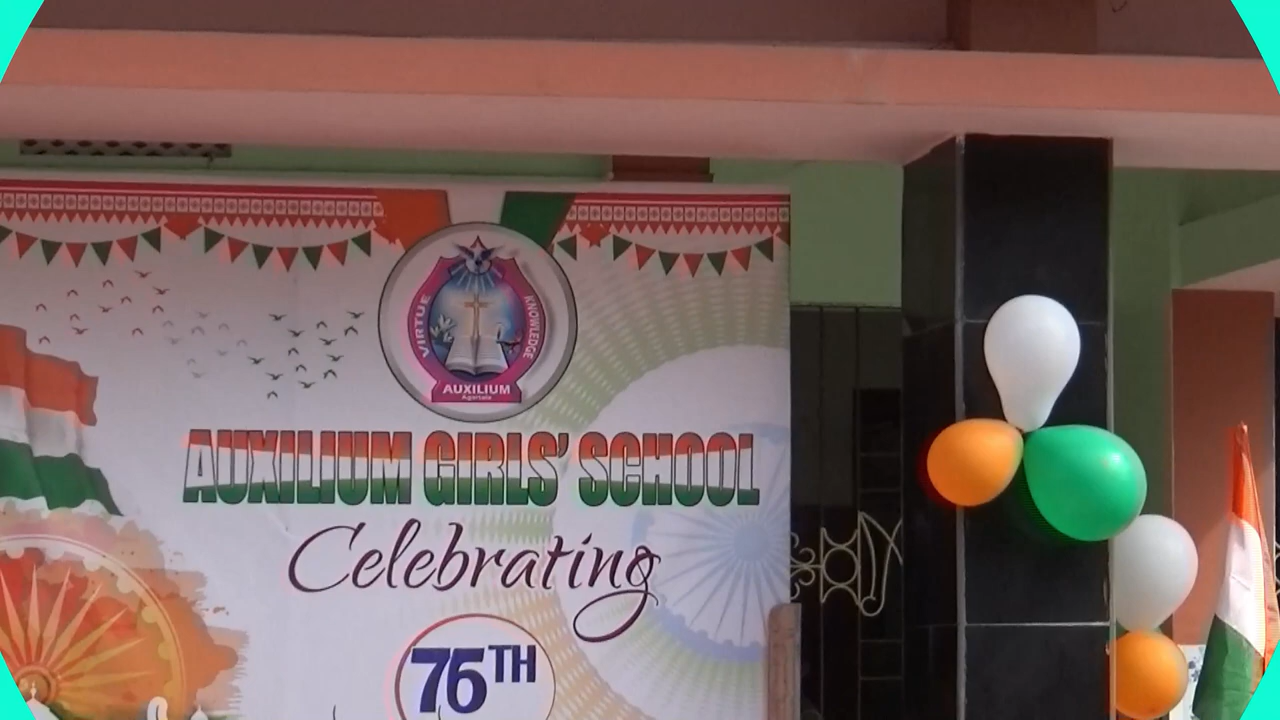 VIRTUE
KNOWLEDGE
AUXILIUM
Agartala
AUXILIUM GIRLS' SCHOOL
Celebrating
76TH